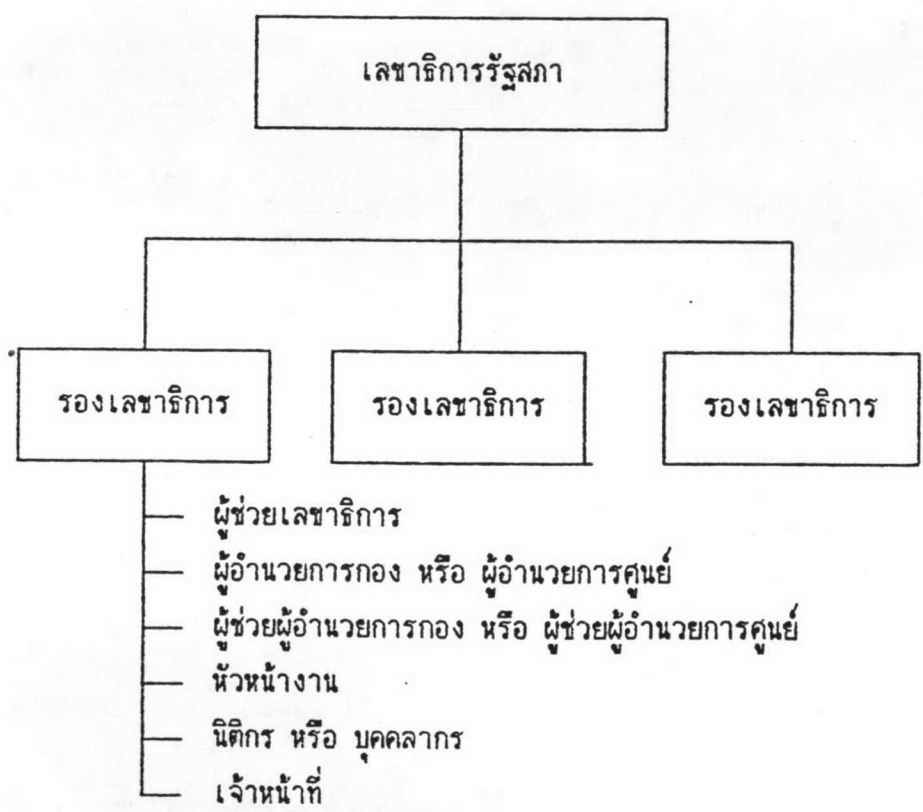 เลขาธิการรัฐสภา
รองเลขาธิการ
รองเลขาธิการ
รองเลขาธิการ
ผู้ช่วยเลขาธิการ
ผู้อำนวยการกอง หรือ ผู้อำนวยการศูนย์
ผู้ช่วยผู้อำนวยการกอง หรือ ผู้ช่วยผู้อำนวยการศูนย์
หัวหน้างาน
นิติกร หรือ บุคคลากร
เจ้าหน้าที่